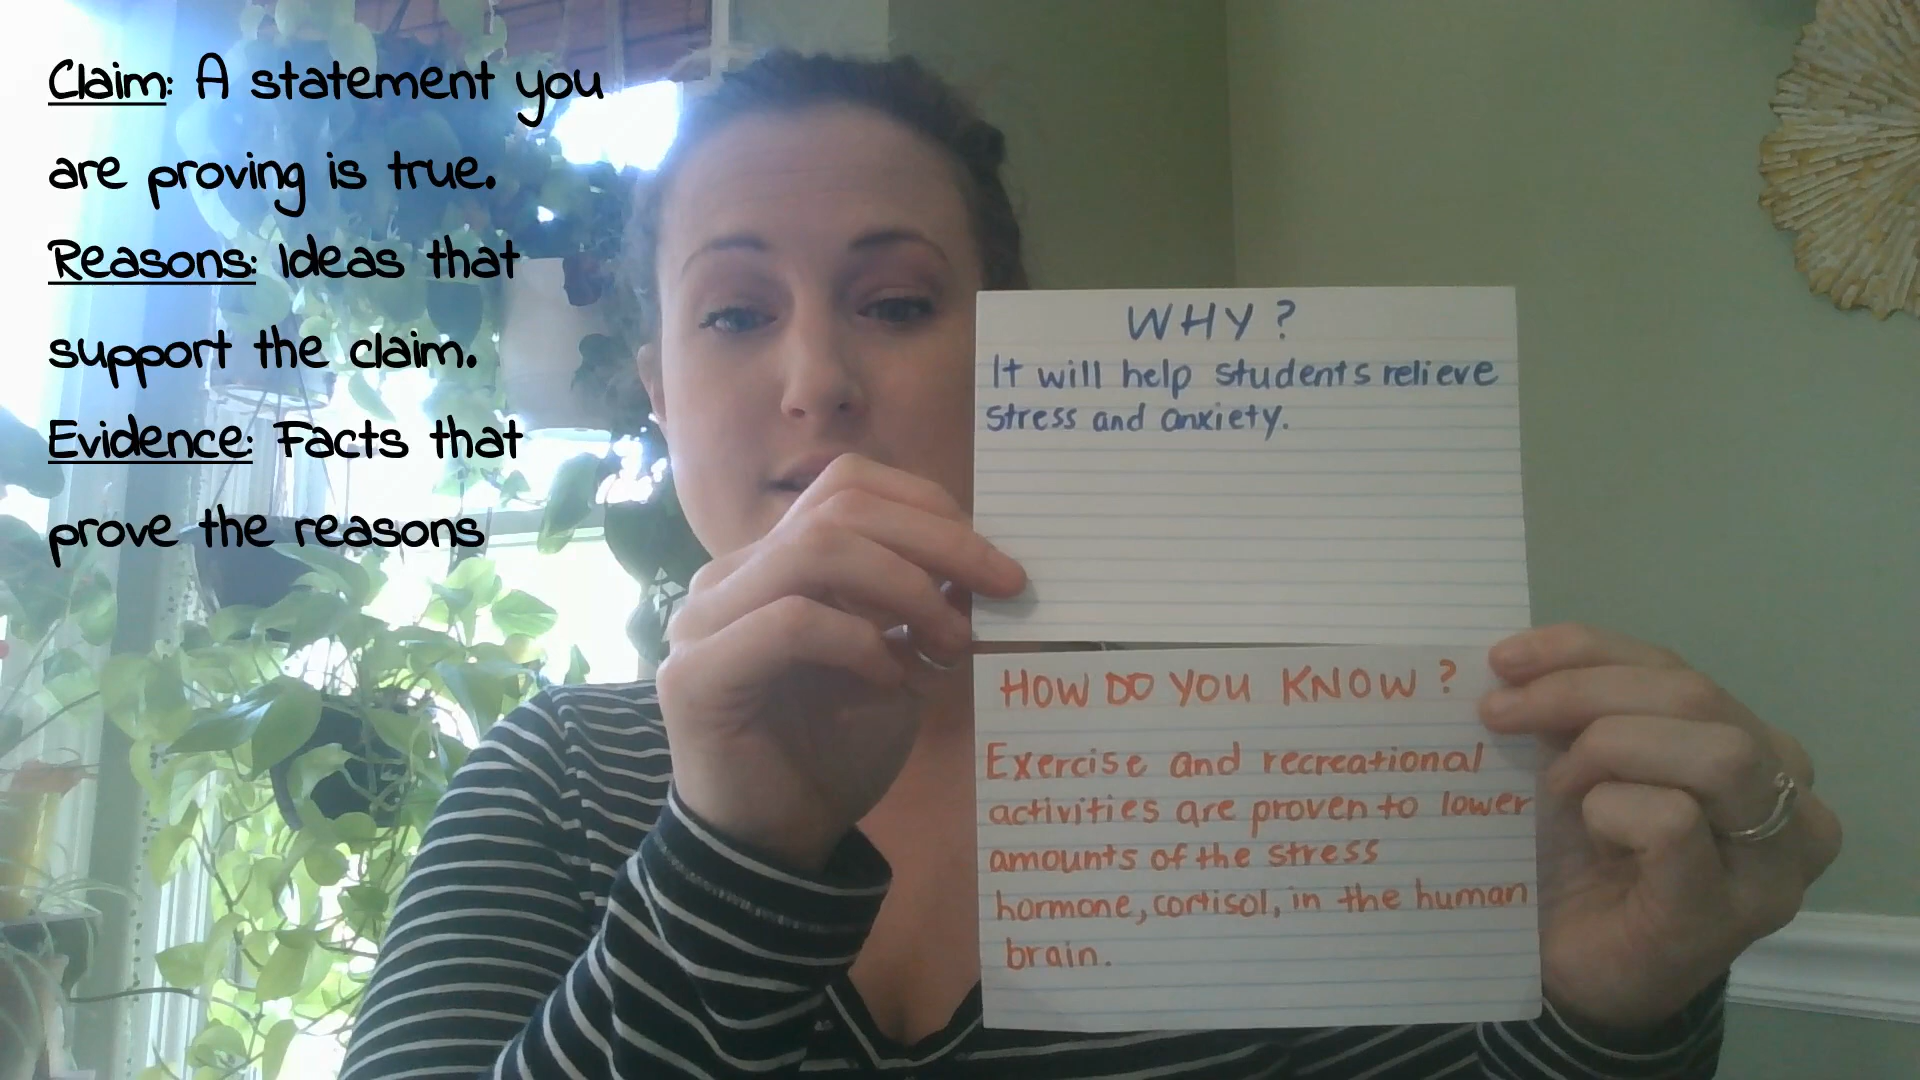 Claim: A statement you
are proving is true.
Reasons: Ideas that
support the claim.
Evidence: Facts that
prove the reasons
WHY?
It will help students relieve
stress and anxiety.
HOW DO YOU KNOW?
Exercise and recreational
activities are proven to lower
amounts of the stress
hormone, cortisol, in the human
brain.